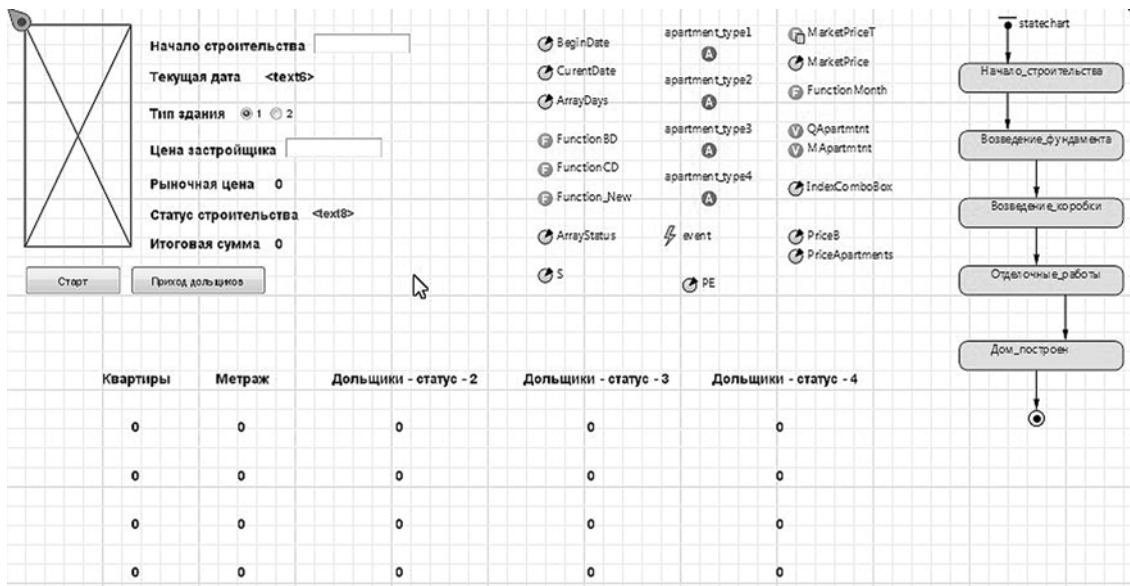 Начало строительства
Текущая дата <text6>
Тип здания 1 2
Цена застройщика
Рыночная цена 0
Статус строительства <text8>
Итоговая сумма 0
Старт
Приход дольщиков
BeginDate
CurentDate
ArrayDays
FunctionBD
FunctionCD
Function_New
ArrayStatus
S
apartment_type1
A
apartment_type2
A
apartment_type3
A
apartment_type4
A
event
PE
MarketPriceT
MarketPrice
FunctionMonth
QApartmtnt
MApartmtnt
IndexComboBox
PriceB
PriceApartments
statechart
Начало_строительства
Возведение_фундамента
Возведение_коробки
Отделочные_работы
Дом_построен
Квартиры Метраж Дольщики - статус - 2 Дольщики - статус - 3 Дольщики - статус - 4
0 0 0 0 0
0 0 0 0 0
0 0 0 0 0
0 0 0 0 0